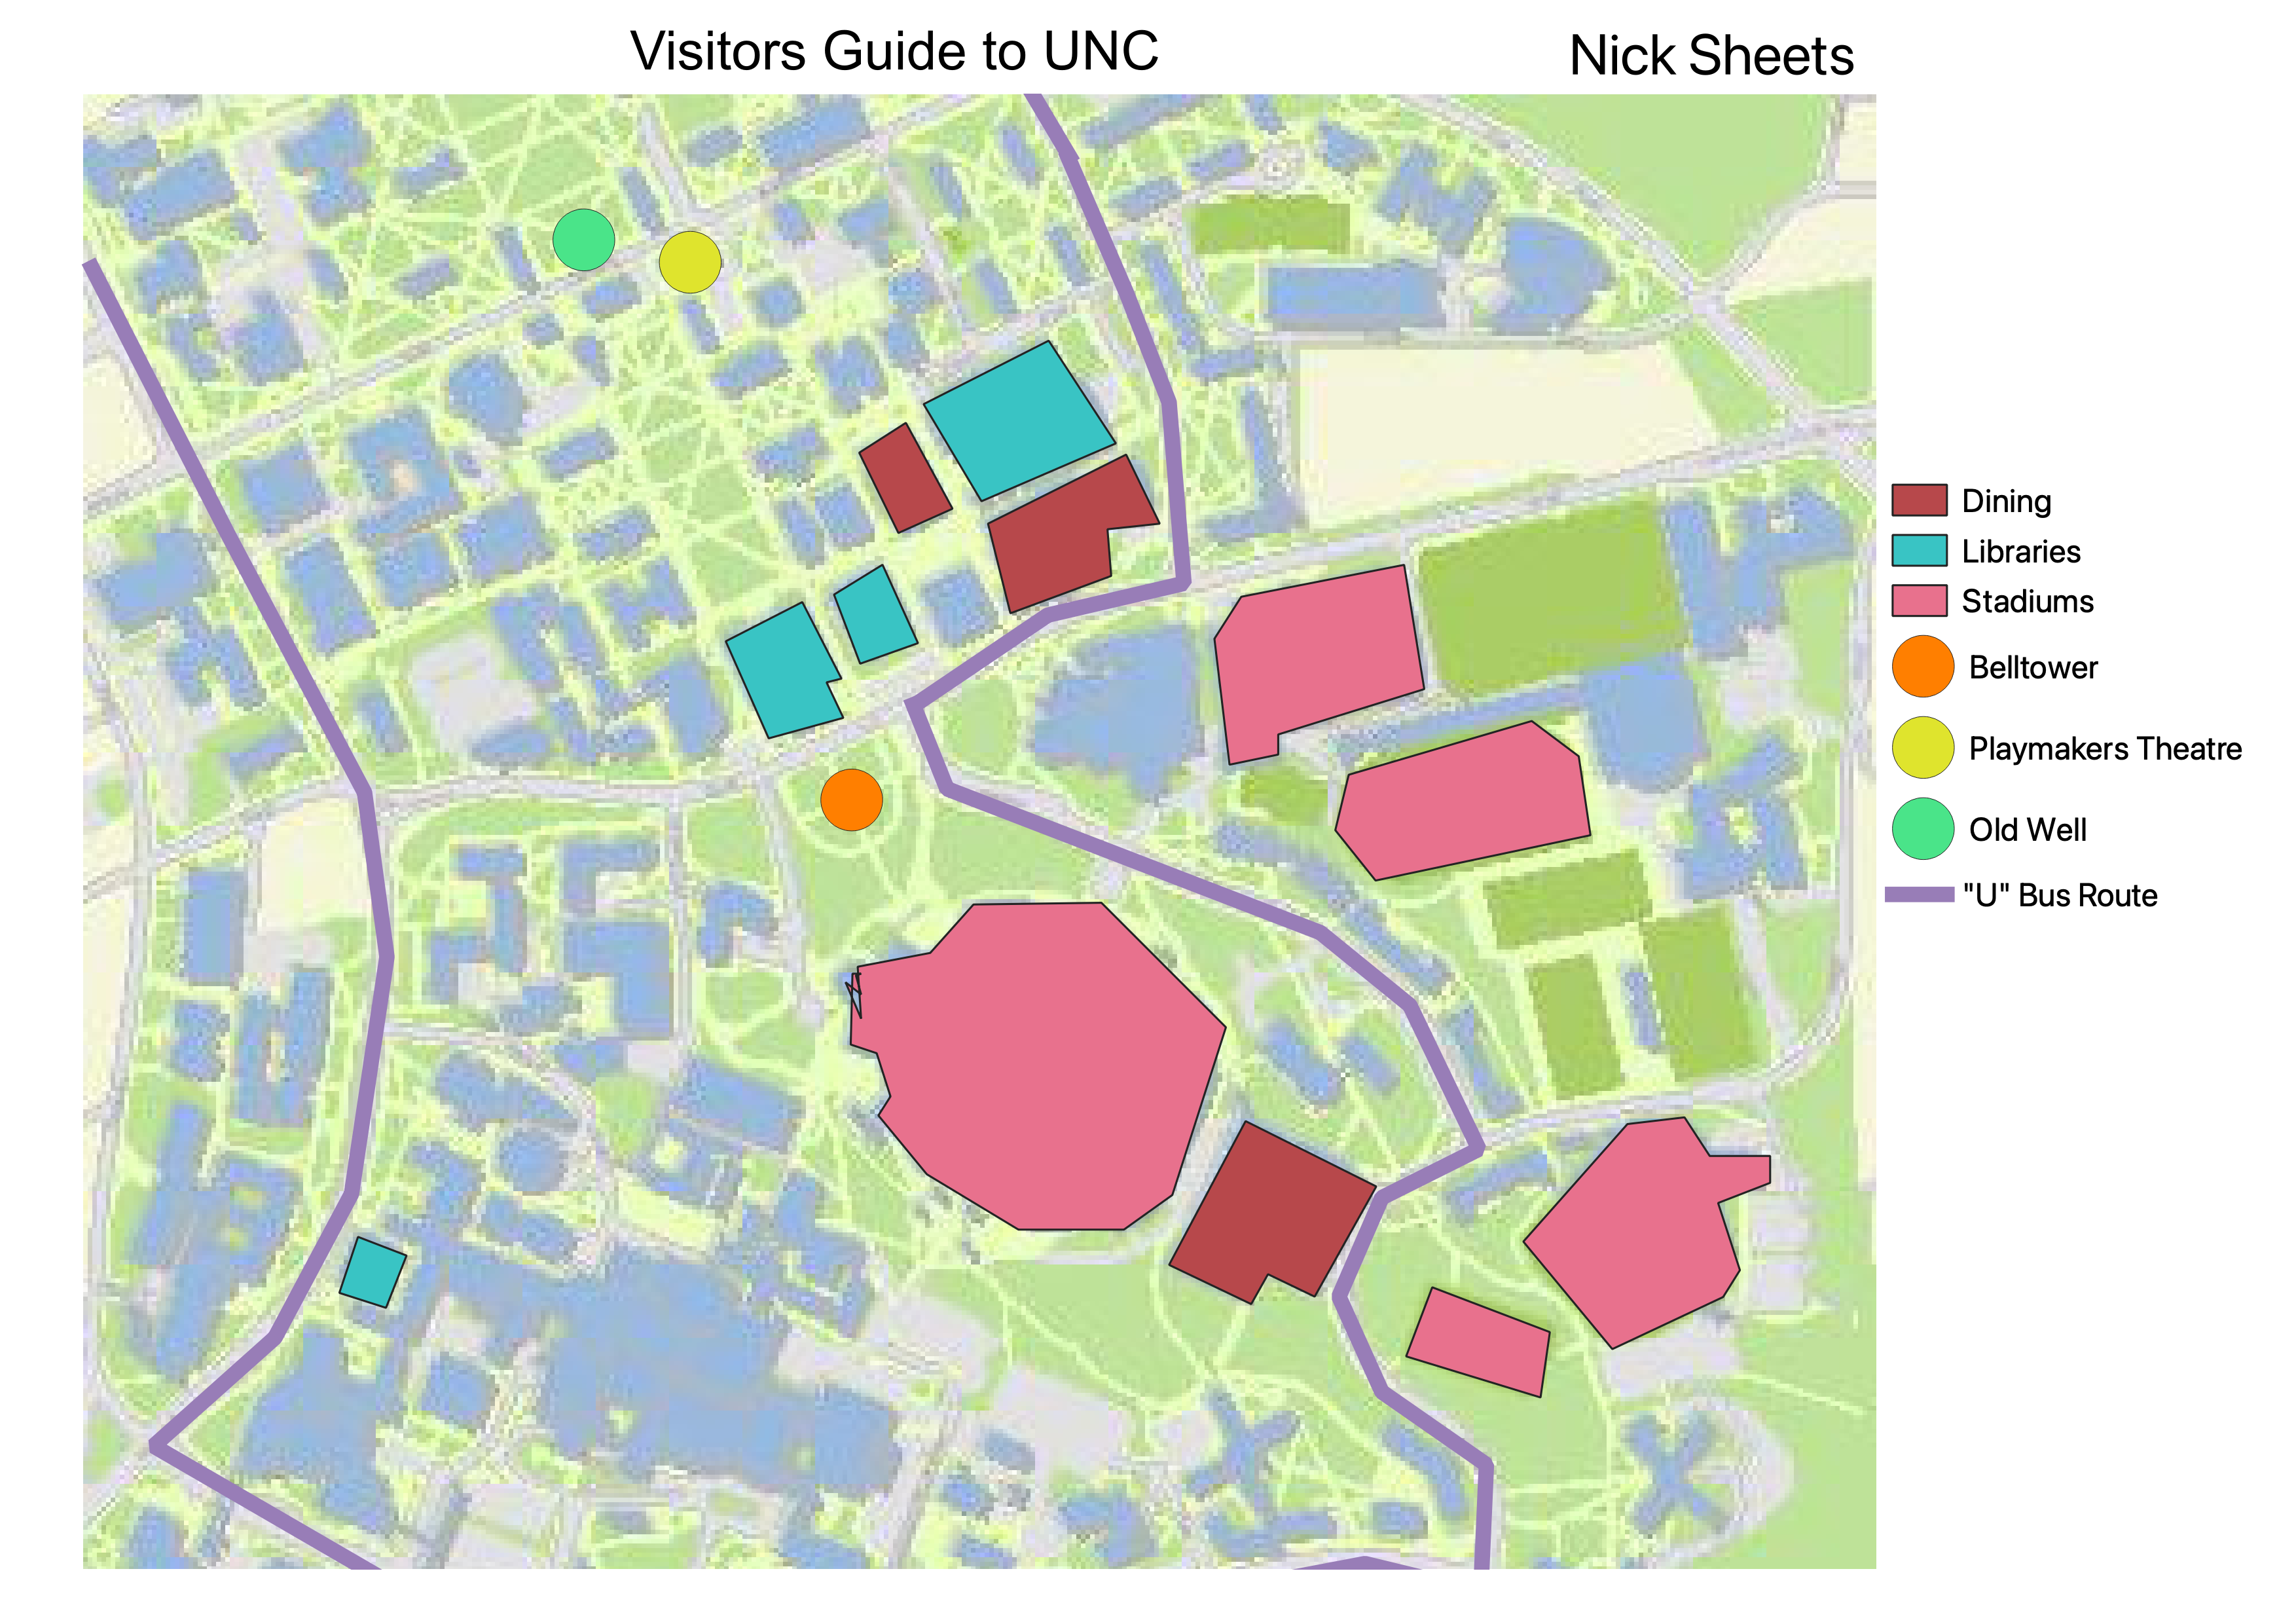 Visitors Guide to UNC
Nick Sheets
Dining
Libraries
Stadiums
Belltower
Playmakers Theatre
Old Well
"U" Bus Route